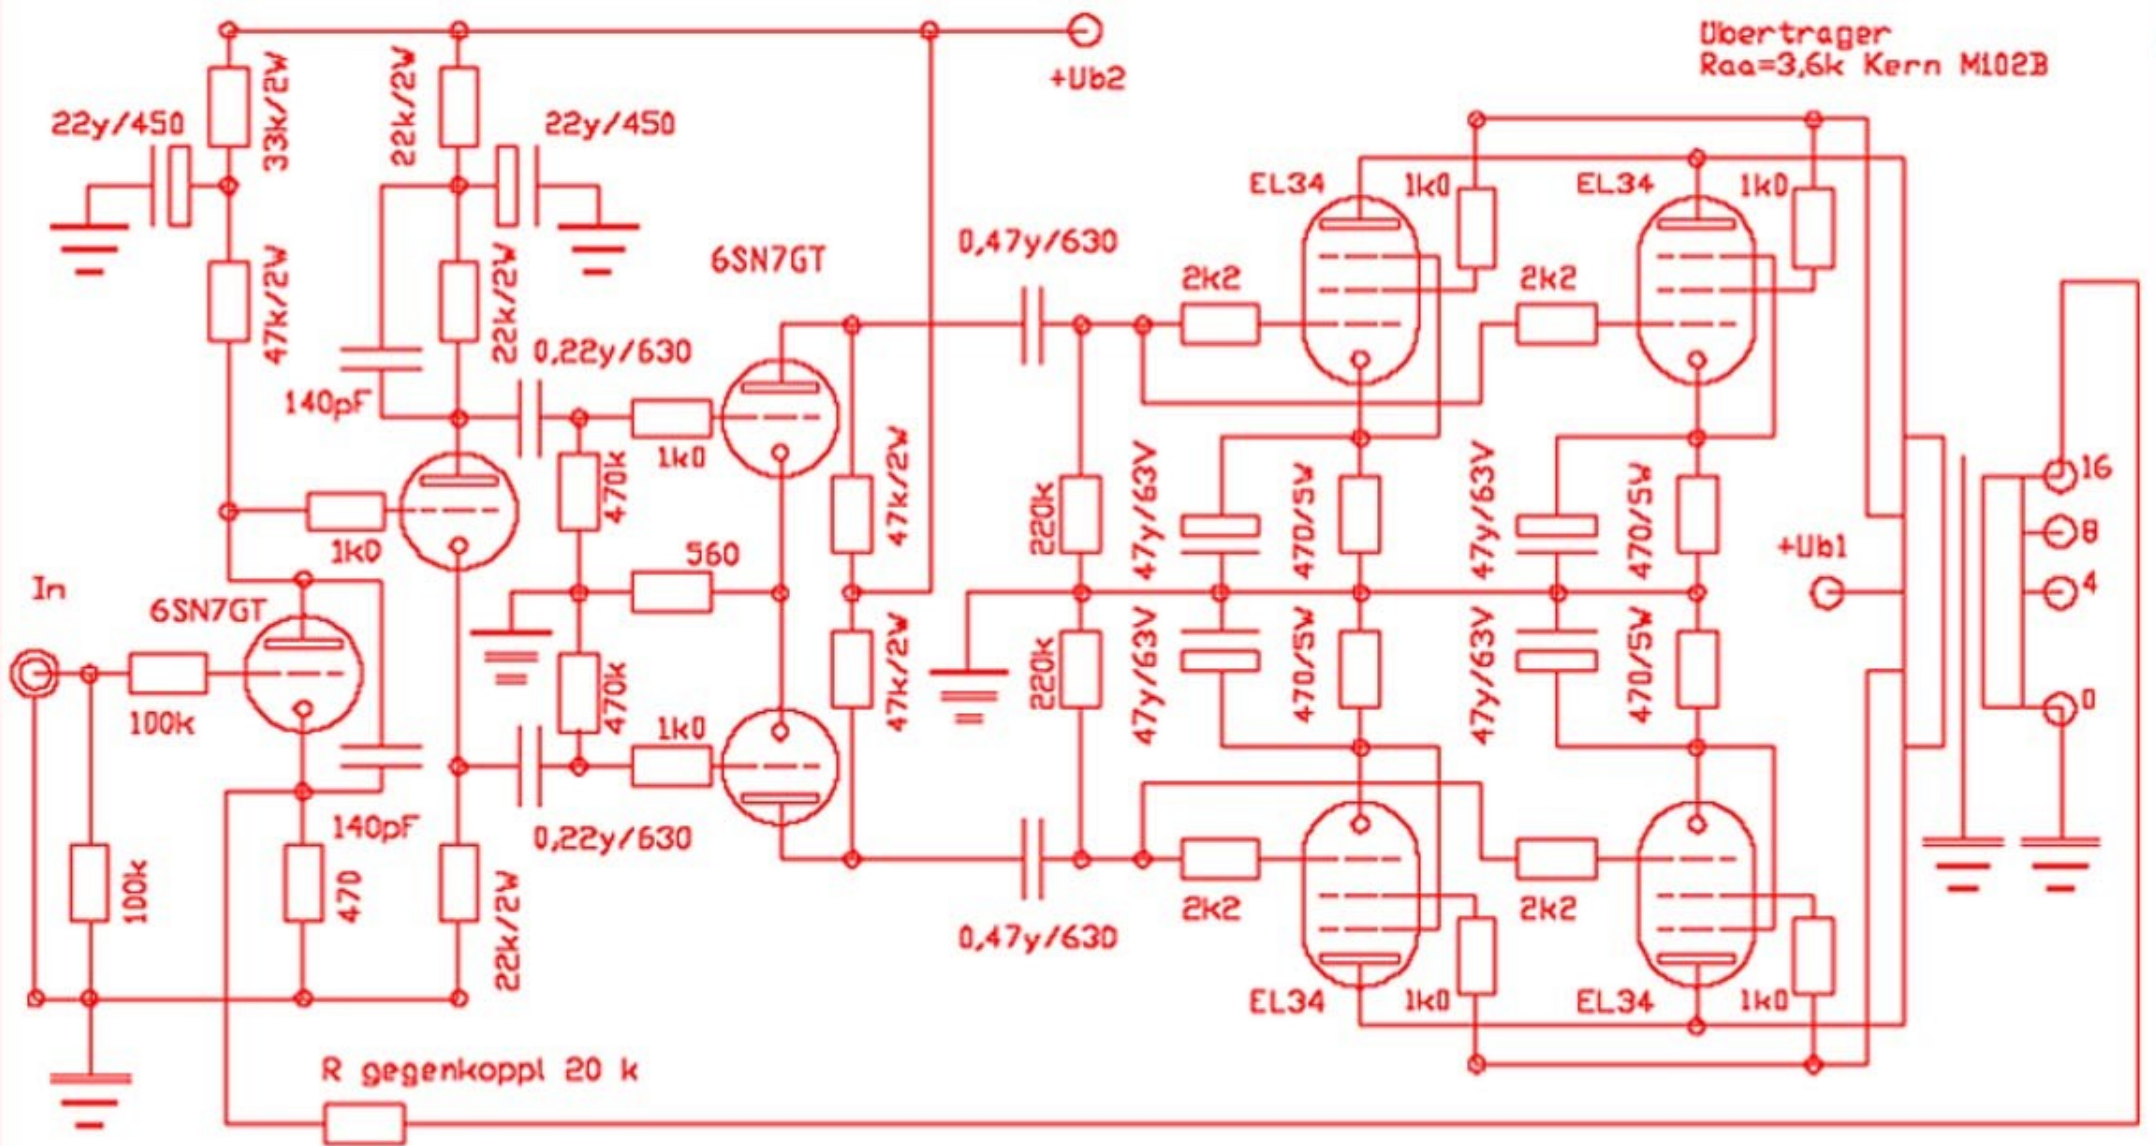 Übertrager
Raa=3,6k Kern M102B
+Ub2
33k/2W
22k/2W
22y/450
22y/450
EL34
1k0
EL34
1k0
0,47y/630
6SN7GT
2k2
2k2
47k/2W
22k/2W
0,22y/630
140pF
1k0
470k
47k/2W
220k
47y/63V
470/5W
47y/63V
470/5W
16
8
4
0
+Ub1
1k0
560
In
6SN7GT
100k
470k
1k0
47k/2W
220k
47y/63V
470/5W
47y/63V
470/5W
140pF
0,22y/630
100k
470
22k/2W
2k2
2k2
0,47y/630
EL34
1k0
EL34
1k0
R gegenkoppl 20 k